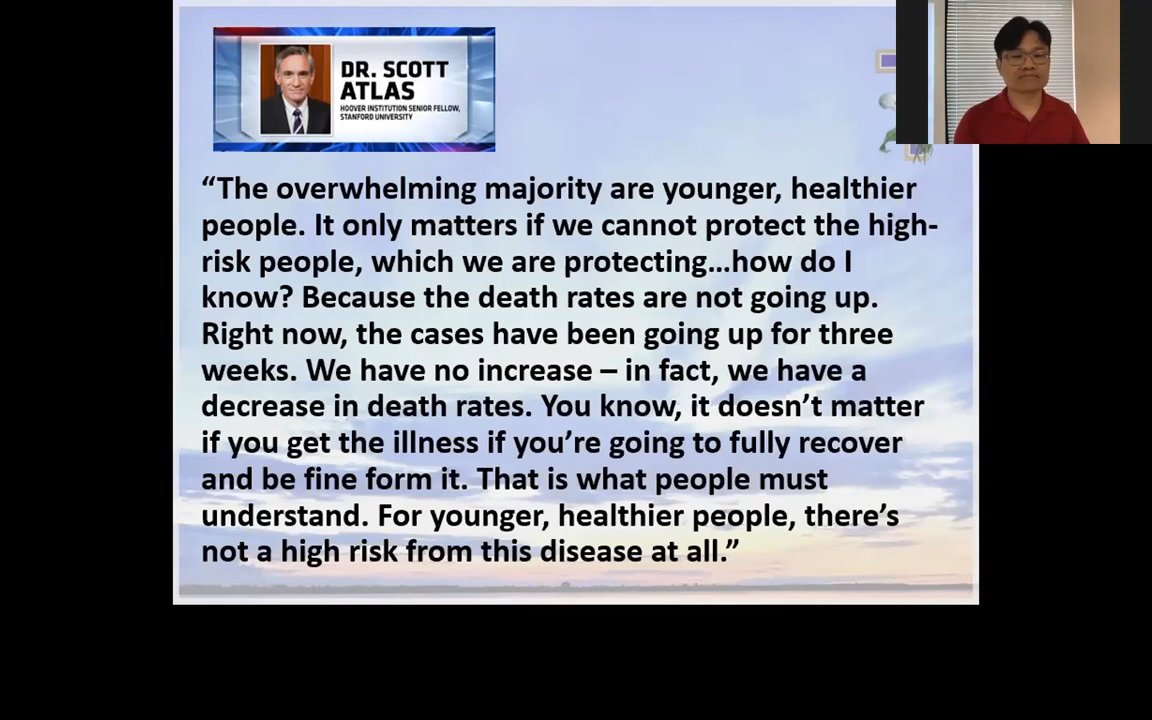 DR. SCOTT
ATLAS
HOOVER INSTITUTION SENIOR FELLOW,
STANFORD UNIVERSITY
“The overwhelming majority are younger, healthier
people. It only matters if we cannot protect the high-
risk people, which we are protecting…how do I
know? Because the death rates are not going up.
Right now, the cases have been going up for three
weeks. We have no increase – in fact, we have a
decrease in death rates. You know, it doesn’t matter
if you get the illness if you’re going to fully recover
and be fine form it. That is what people must
understand. For younger, healthier people, there’s
not a high risk from this disease at all.”